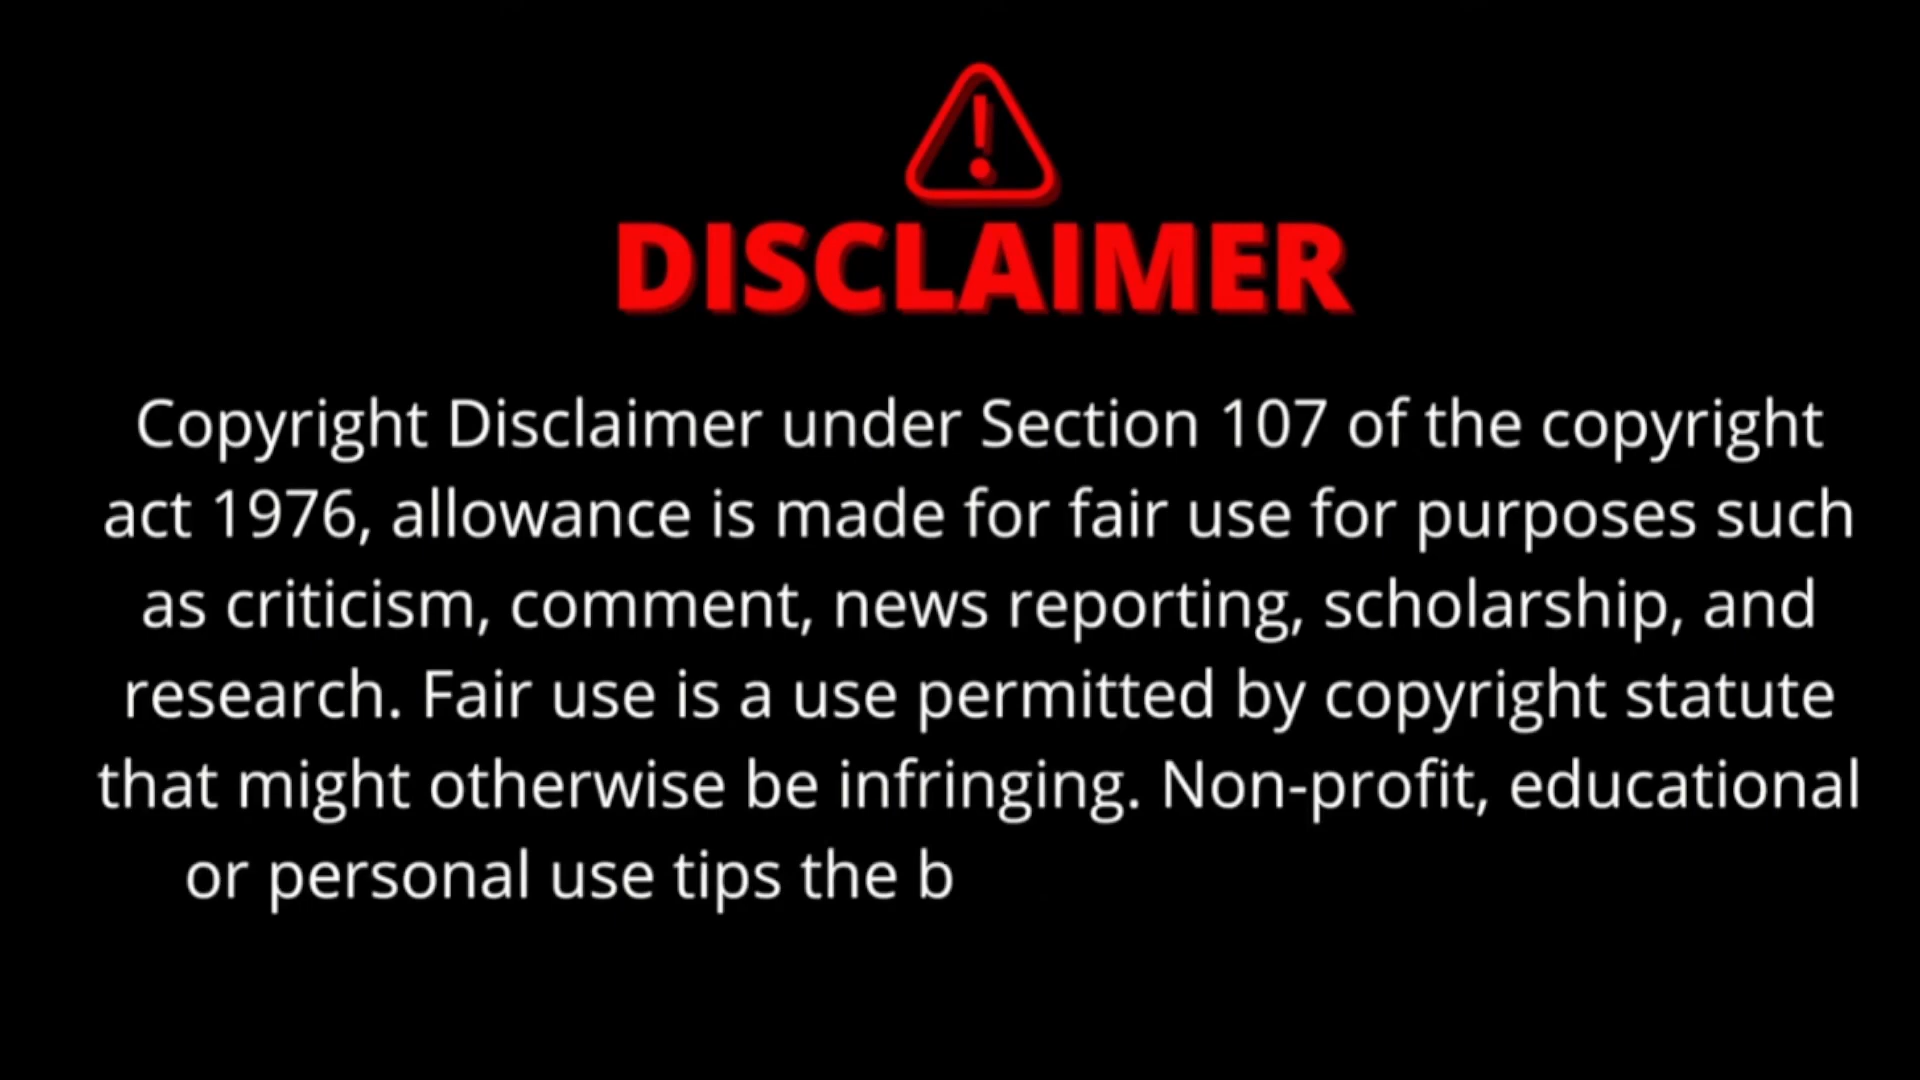 DISCLAIMER
Copyright Disclaimer under Section 107 of the copyright
act 1976, allowance is made for fair use for purposes such
as criticism, comment, news reporting, scholarship, and
research. Fair use is a use permitted by copyright statute
that might otherwise be infringing. Non-profit, educational
or personal use tips the b